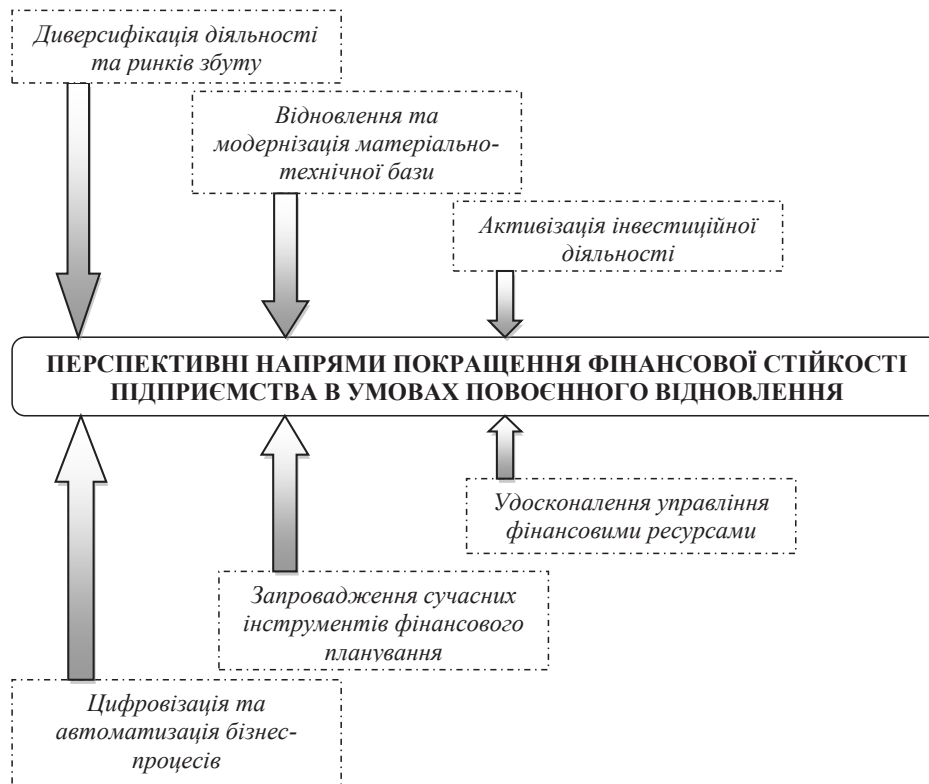 Диверсифікація діяльності
та ринків збуту
Відновлення та
модернізація матеріально-
технічної бази
Активізація інвестиційної
діяльності
ПЕРСПЕКТИВНІ НАПРЯМИ ПОКРАЩЕННЯ ФІНАНСОВОЇ СТІЙКОСТІ
ПІДПРИЄМСТВА В УМОВАХ ПОВОЄННОГО ВІДНОВЛЕННЯ
Удосконалення управління
фінансовими ресурсами
Запровадження сучасних
інструментів фінансового
планування
Цифровізація та
автоматизація бізнес-
процесів